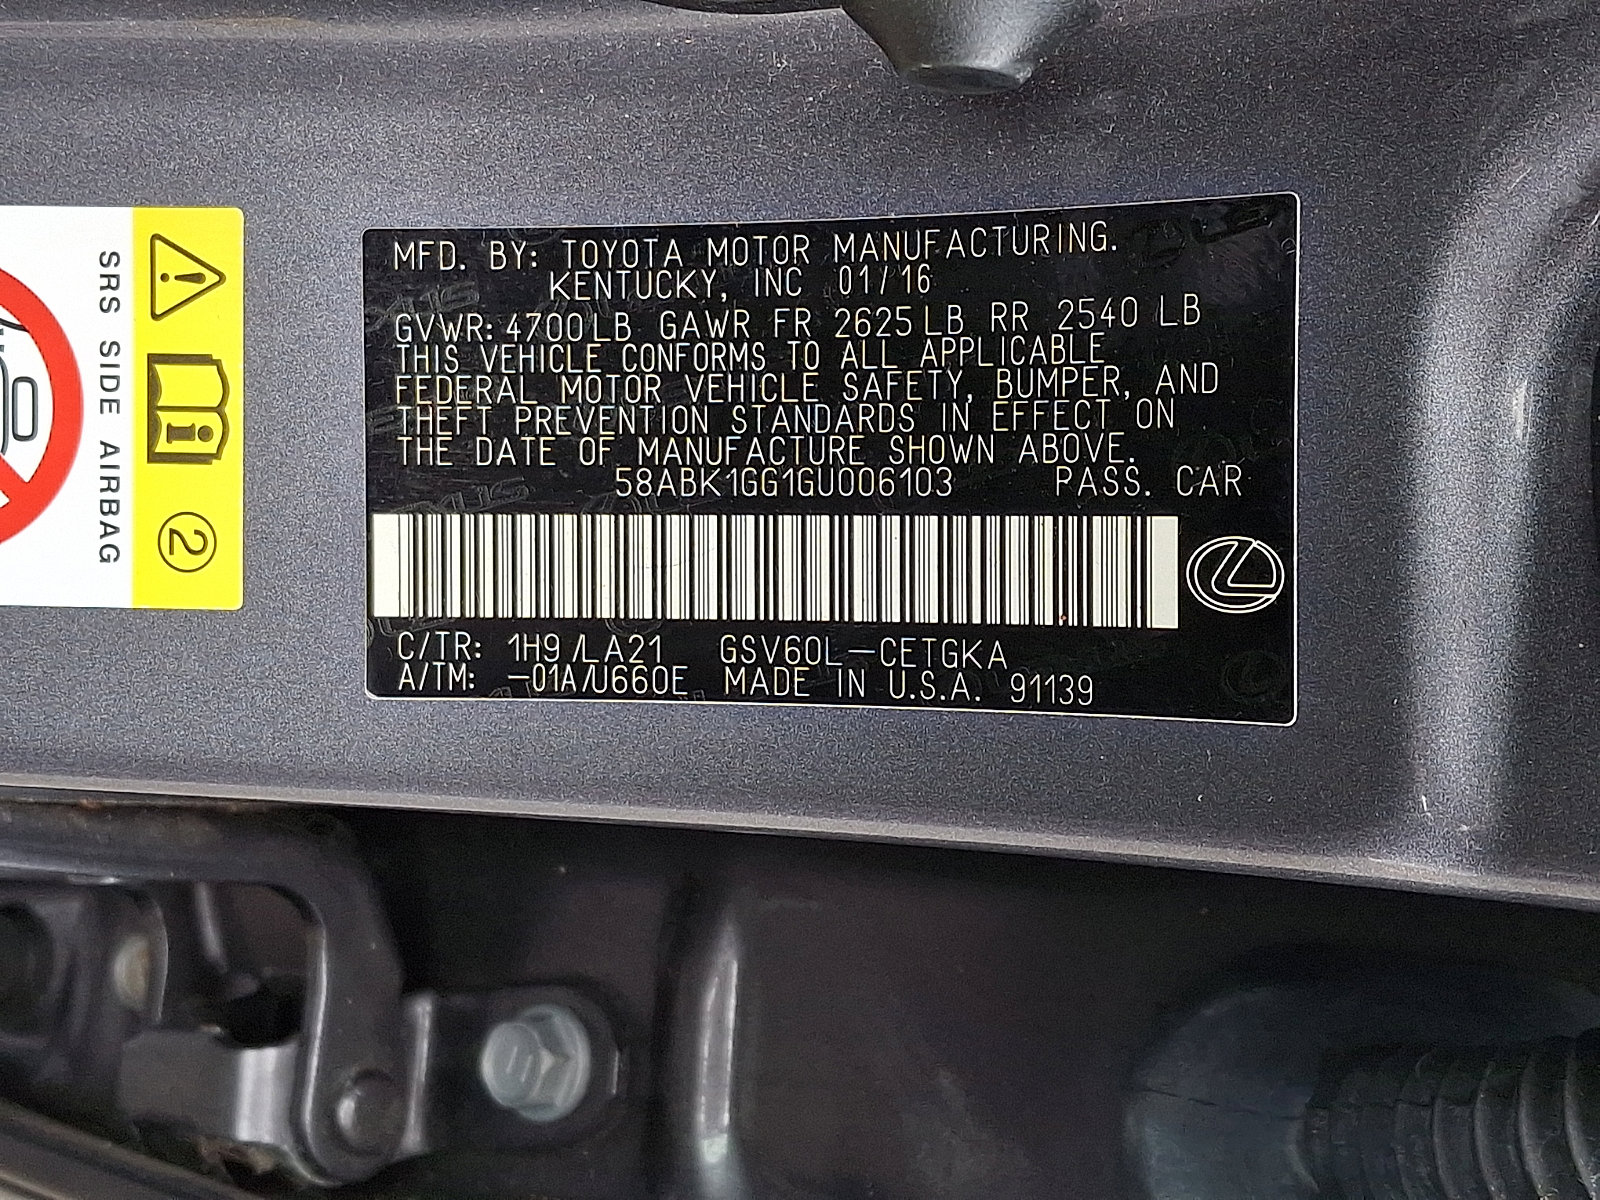 SRS SIDE AIRBAG
2
MFD. BY: TOYOTA MOTOR MANUFACTURING.
KENTUCKY, INC 01/16
GVWR: 4700LB GAWR FR 2625LB RR 2540 LB
THIS VEHICLE CONFORMS TO ALL APPLICABLE
FEDERAL MOTOR VEHICLE SAFETY, BUMPER, AND
THEFT PREVENTION STANDARDS IN EFFECT ON
THE DATE OF MANUFACTURE SHOWN ABOVE.
58ABK1GG1GU006103 PASS. CAR
C/TR: 1H9/LA21 GSV60L-CETGKA
A/TM: -01A/U660E MADE IN U.S.A. 91139